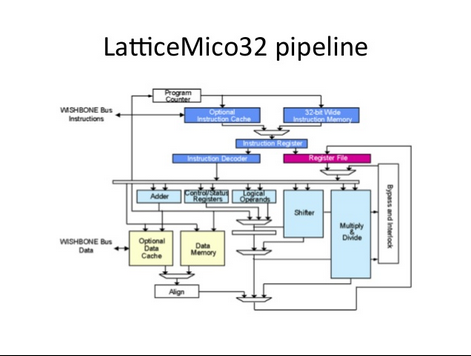 LatticeMico32 pipeline
Program
Counter
WISHBONE Bus
Instructions
Optional
Instruction Cache
32-bit Wide
Instruction Memory
Instruction Register
Instruction Decoder
Register File
Adder
Control/Status
Registers
Logical
Operands
Shifter
Multiply
&
Divide
Bypass and Interlock
WISHBONE Bus
Data
Optional
Data
Cache
Data
Memory
Align